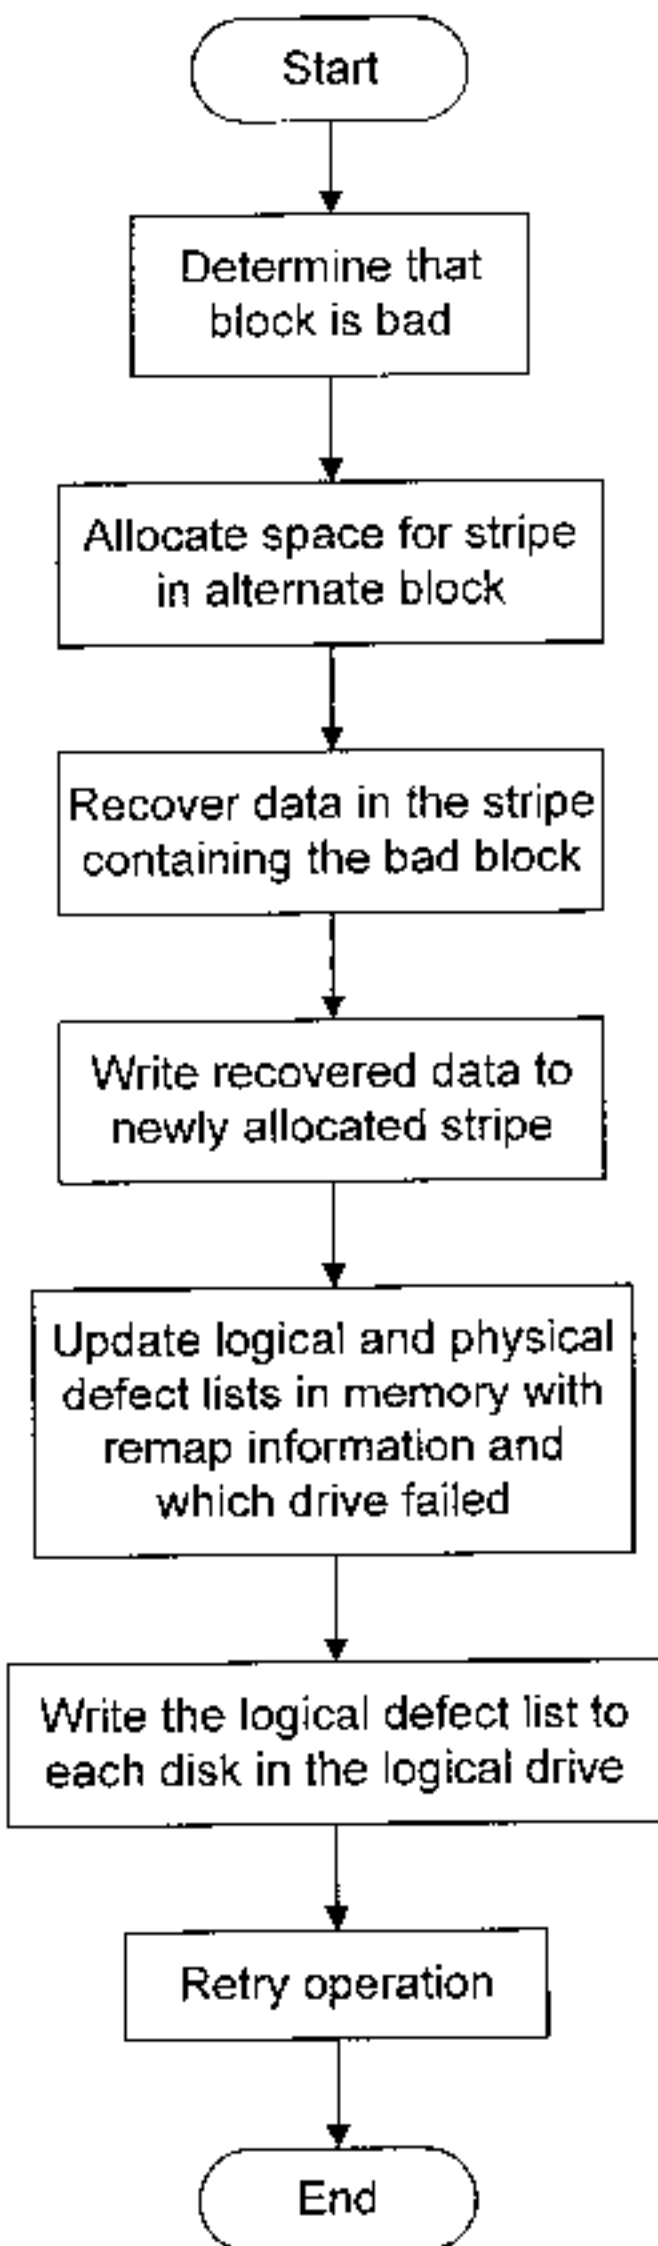 Start
Determine that
block is bad
Allocate space for stripe
in alternate block
Recover data in the stripe
containing the bad block
Write recovered data to
newly allocated stripe
Update logical and physical
defect lists in memory with
remap information and
which drive failed
Write the logical defect list to
each disk in the logical drive
Retry operation
End